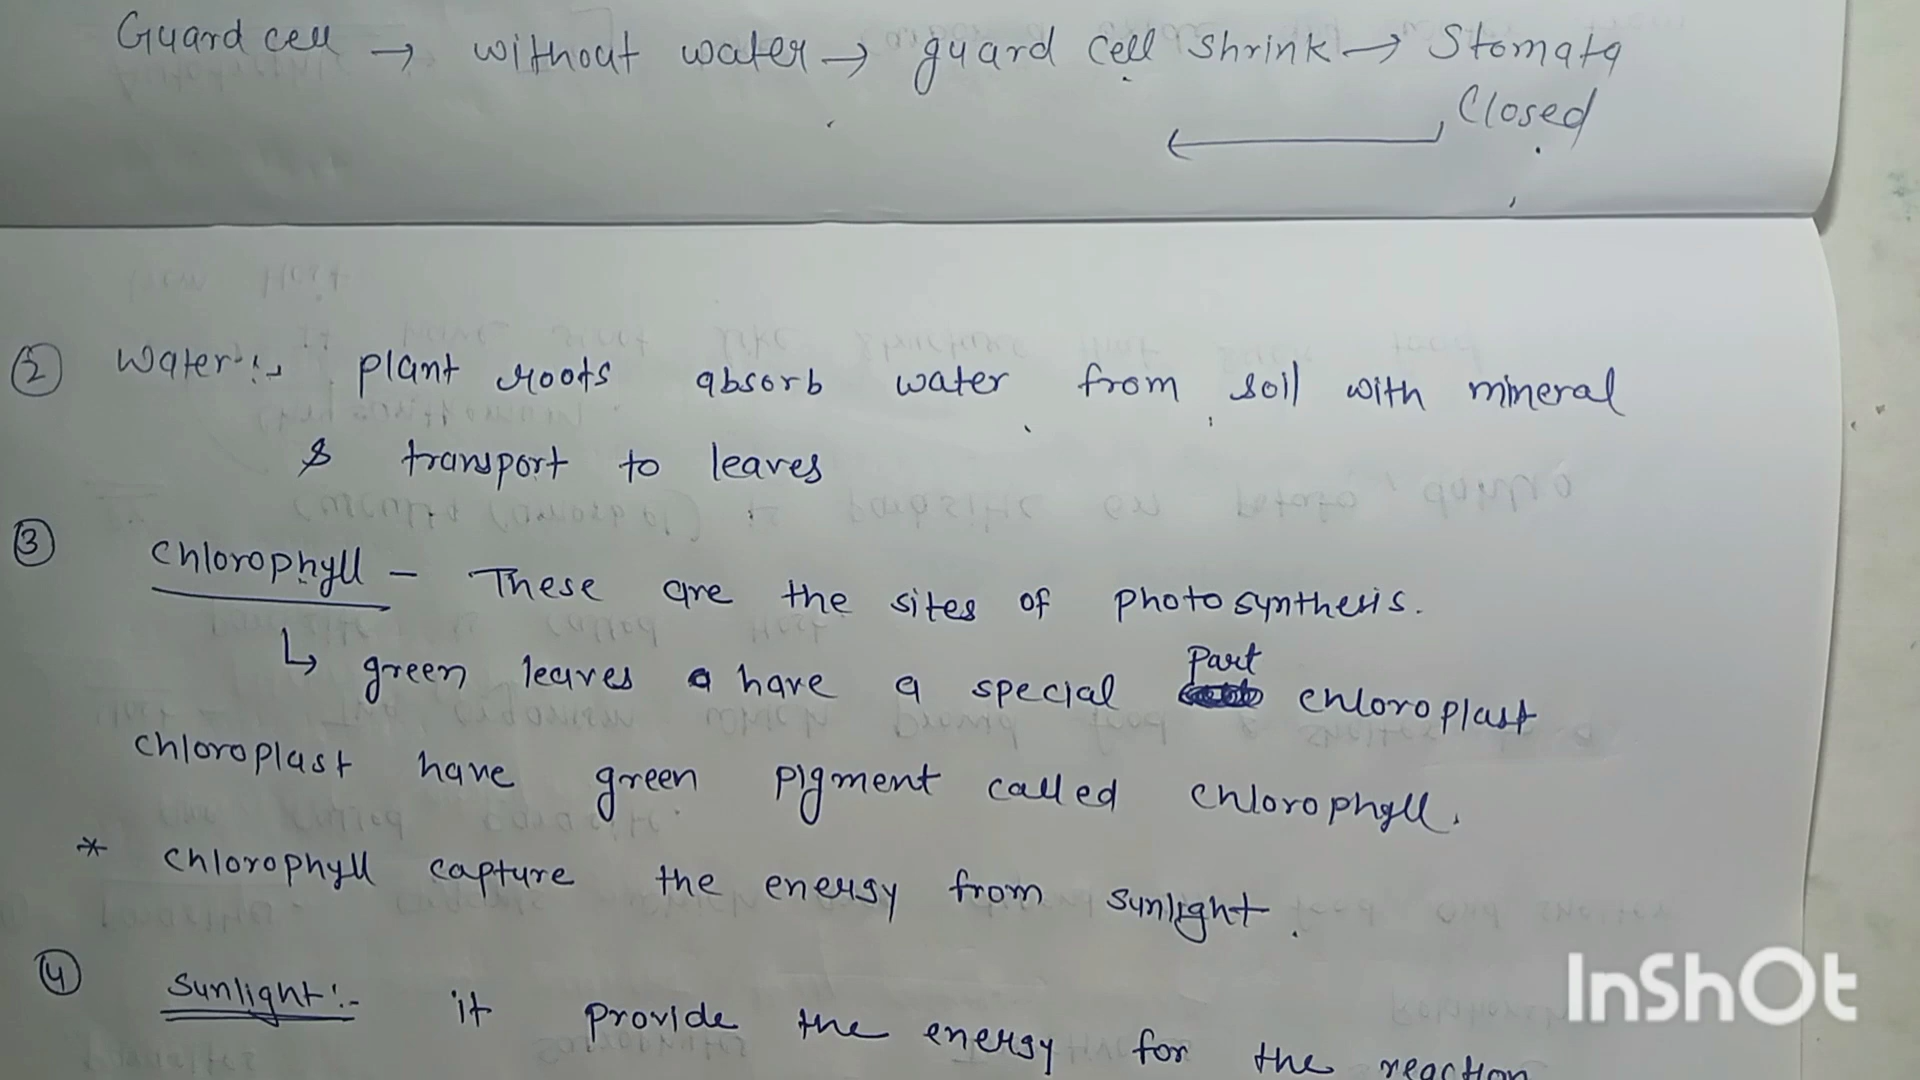 Guard cell → without water → guard cell shrink → Stomata
Closed
② Water :- plant roots absorb water from soil with mineral
& transport to leaves
③ Chlorophyll - These are the sites of photosynthesis.
↳ green leaves a have a special Part chloroplast
chloroplast have green pigment called chlorophyll.
* chlorophyll capture the energy from sunlight.
④ Sunlight :- it provide the energy for the reaction
InShOt